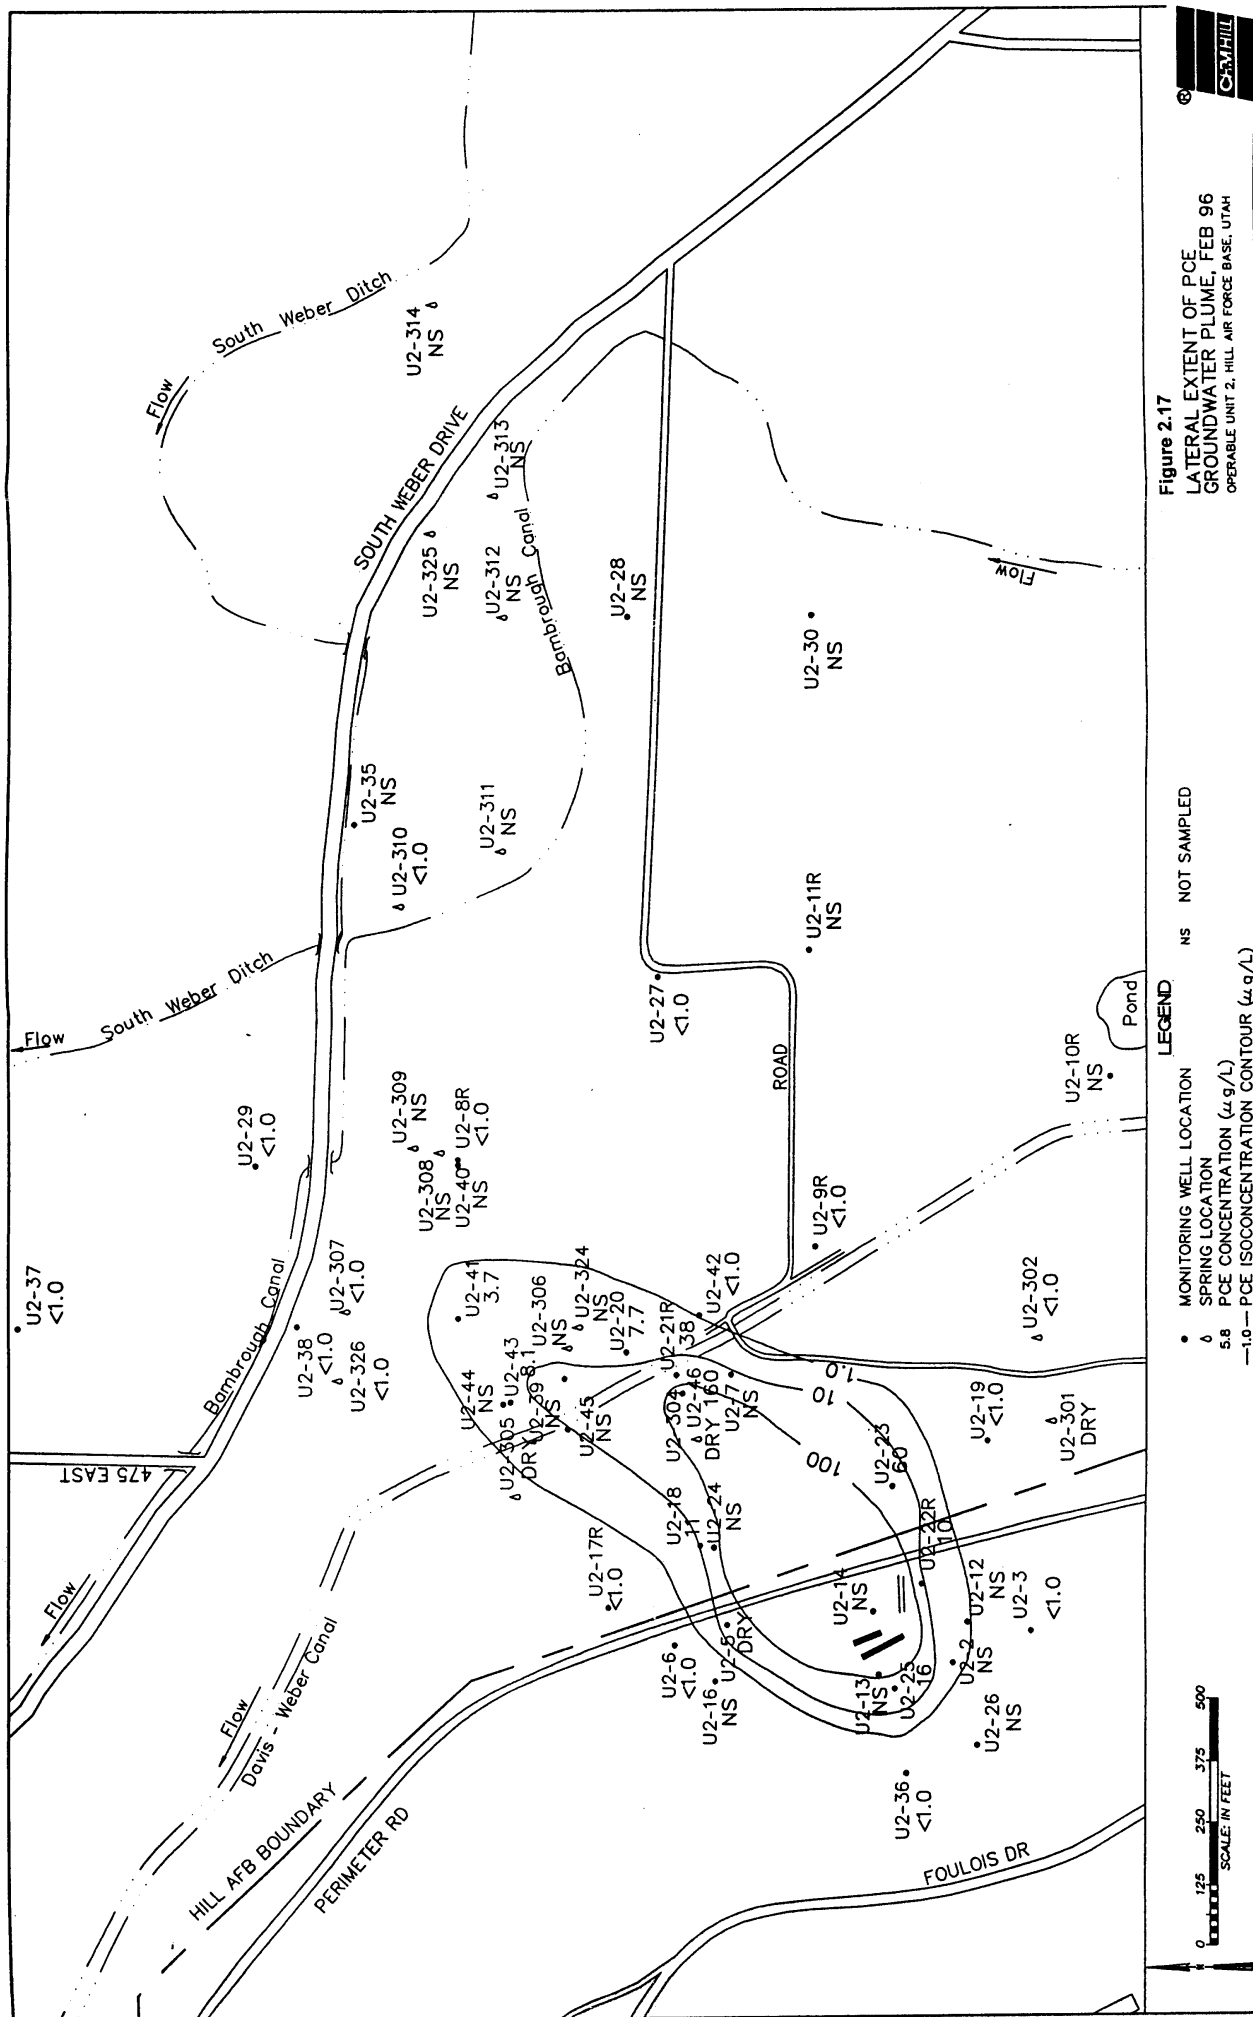 Flow
South Weber Ditch
U2-314
NS
SOUTH WEBER DRIVE
U2-313
NS
U2-325
NS
U2-312
NS
Bambrough Canal
U2-28
NS
U2-30
NS
Flow
U2-35
NS
U2-310
<1.0
U2-311
NS
U2-11R
NS
Flow
South Weber Ditch
U2-27
<1.0
ROAD
Pond
U2-10R
NS
U2-29
<1.0
U2-309
NS
U2-8R
<1.0
U2-308
NS
U2-40
NS
U2-9R
<1.0
U2-37
<1.0
Bambrough Canal
U2-307
<1.0
U2-38
<1.0
U2-326
<1.0
U2-41
3.7
U2-306
NS
U2-324
NS
U2-20
7.7
U2-21R
38
U2-42
<1.0
U2-302
<1.0
U2-44
NS
U2-43
8.1
U2-39
NS
U2-45
NS
U2-305
DRY
U2-304
DRY
U2-46
160
U2-7
NS
1.0
10
100
U2-23
60
U2-19
<1.0
U2-301
DRY
475 EAST
U2-18
11
U2-24
NS
U2-22R
10
U2-17R
<1.0
U2-14
NS
U2-12
NS
U2-3
<1.0
U2-6
<1.0
U2-5
DRY
U2-16
NS
U2-13
NS
U2-25
16
U2-2
NS
U2-26
NS
U2-36
<1.0
Flow
Flow
Davis - Weber Canal
HILL AFB BOUNDARY
PERIMETER RD
FOULOIS DR
LEGEND
MONITORING WELL LOCATION
SPRING LOCATION
5.8 PCE CONCENTRATION (µg/L)
—1.0— PCE ISOCONCENTRATION CONTOUR (µg/L)
NS NOT SAMPLED
0 125 250 375 500
SCALE: IN FEET
N
Figure 2.17
LATERAL EXTENT OF PCE
GROUNDWATER PLUME, FEB 96
OPERABLE UNIT 2, HILL AIR FORCE BASE, UTAH
®
CH2M HILL